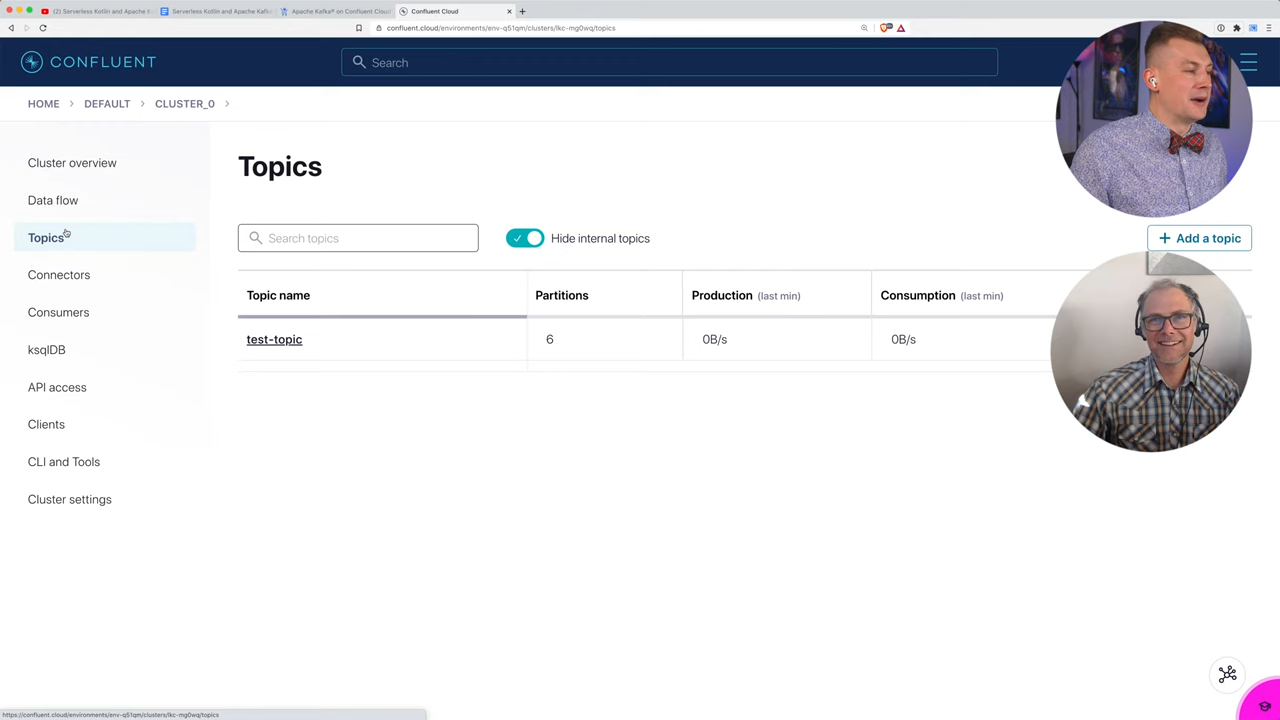 (2) Serverless Kotlin and Apache K
Serverless Kotlin and Apache Kafk
Apache Kafka® on Confluent Cloud
Confluent Cloud
confluent.cloud/environments/env-q51qm/clusters/lkc-mg0wq/topics
CONFLUENT
Search
HOME > DEFAULT > CLUSTER_0 >
Cluster overview
Data flow
Topics
Connectors
Consumers
ksqlDB
API access
Clients
CLI and Tools
Cluster settings
Topics
Search topics
Hide internal topics
+ Add a topic
Topic name Partitions Production (last min) Consumption (last min)
test-topic 6 0B/s 0B/s
https://confluent.cloud/environments/env-q51qm/clusters/lkc-mg0wq/topics